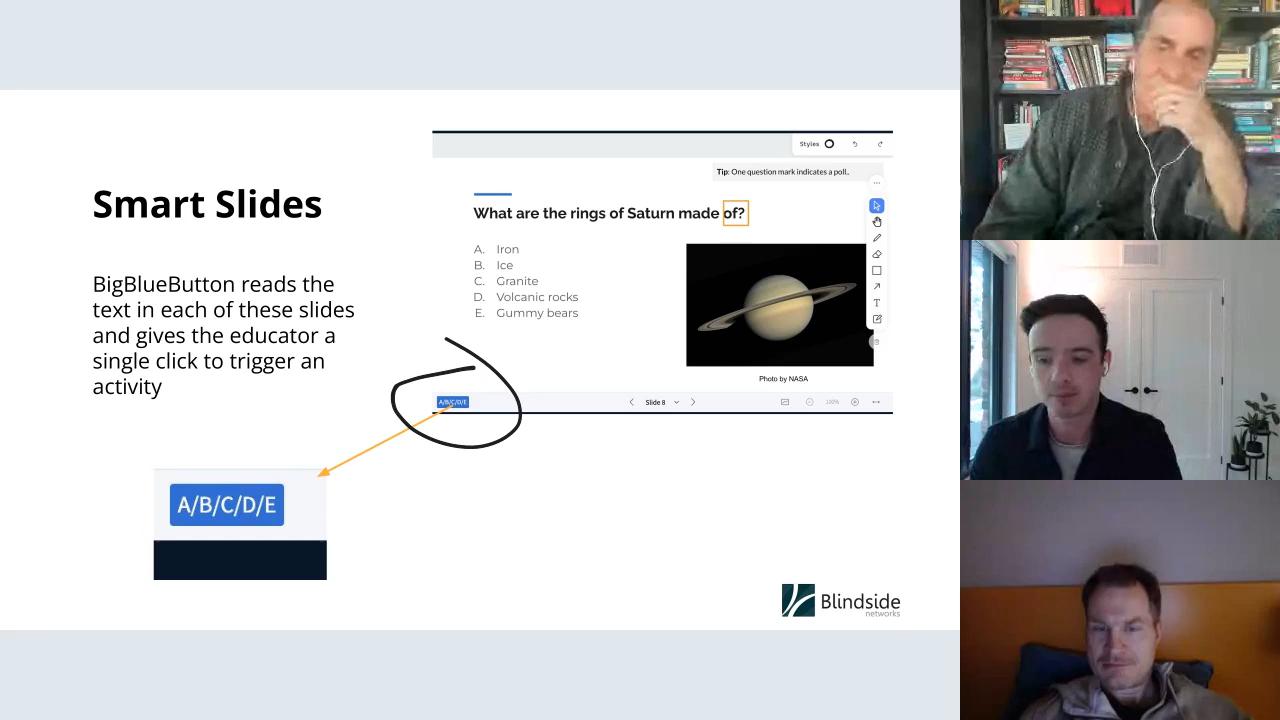 Smart Slides
BigBlueButton reads the
text in each of these slides
and gives the educator a
single click to trigger an
activity
Styles
Tip: One question mark indicates a poll..
What are the rings of Saturn made of?
A. Iron
B. Ice
C. Granite
D. Volcanic rocks
E. Gummy bears
Photo by NASA
A/B/C/D/E
Slide 8
100%
A/B/C/D/E
Blindside
networks